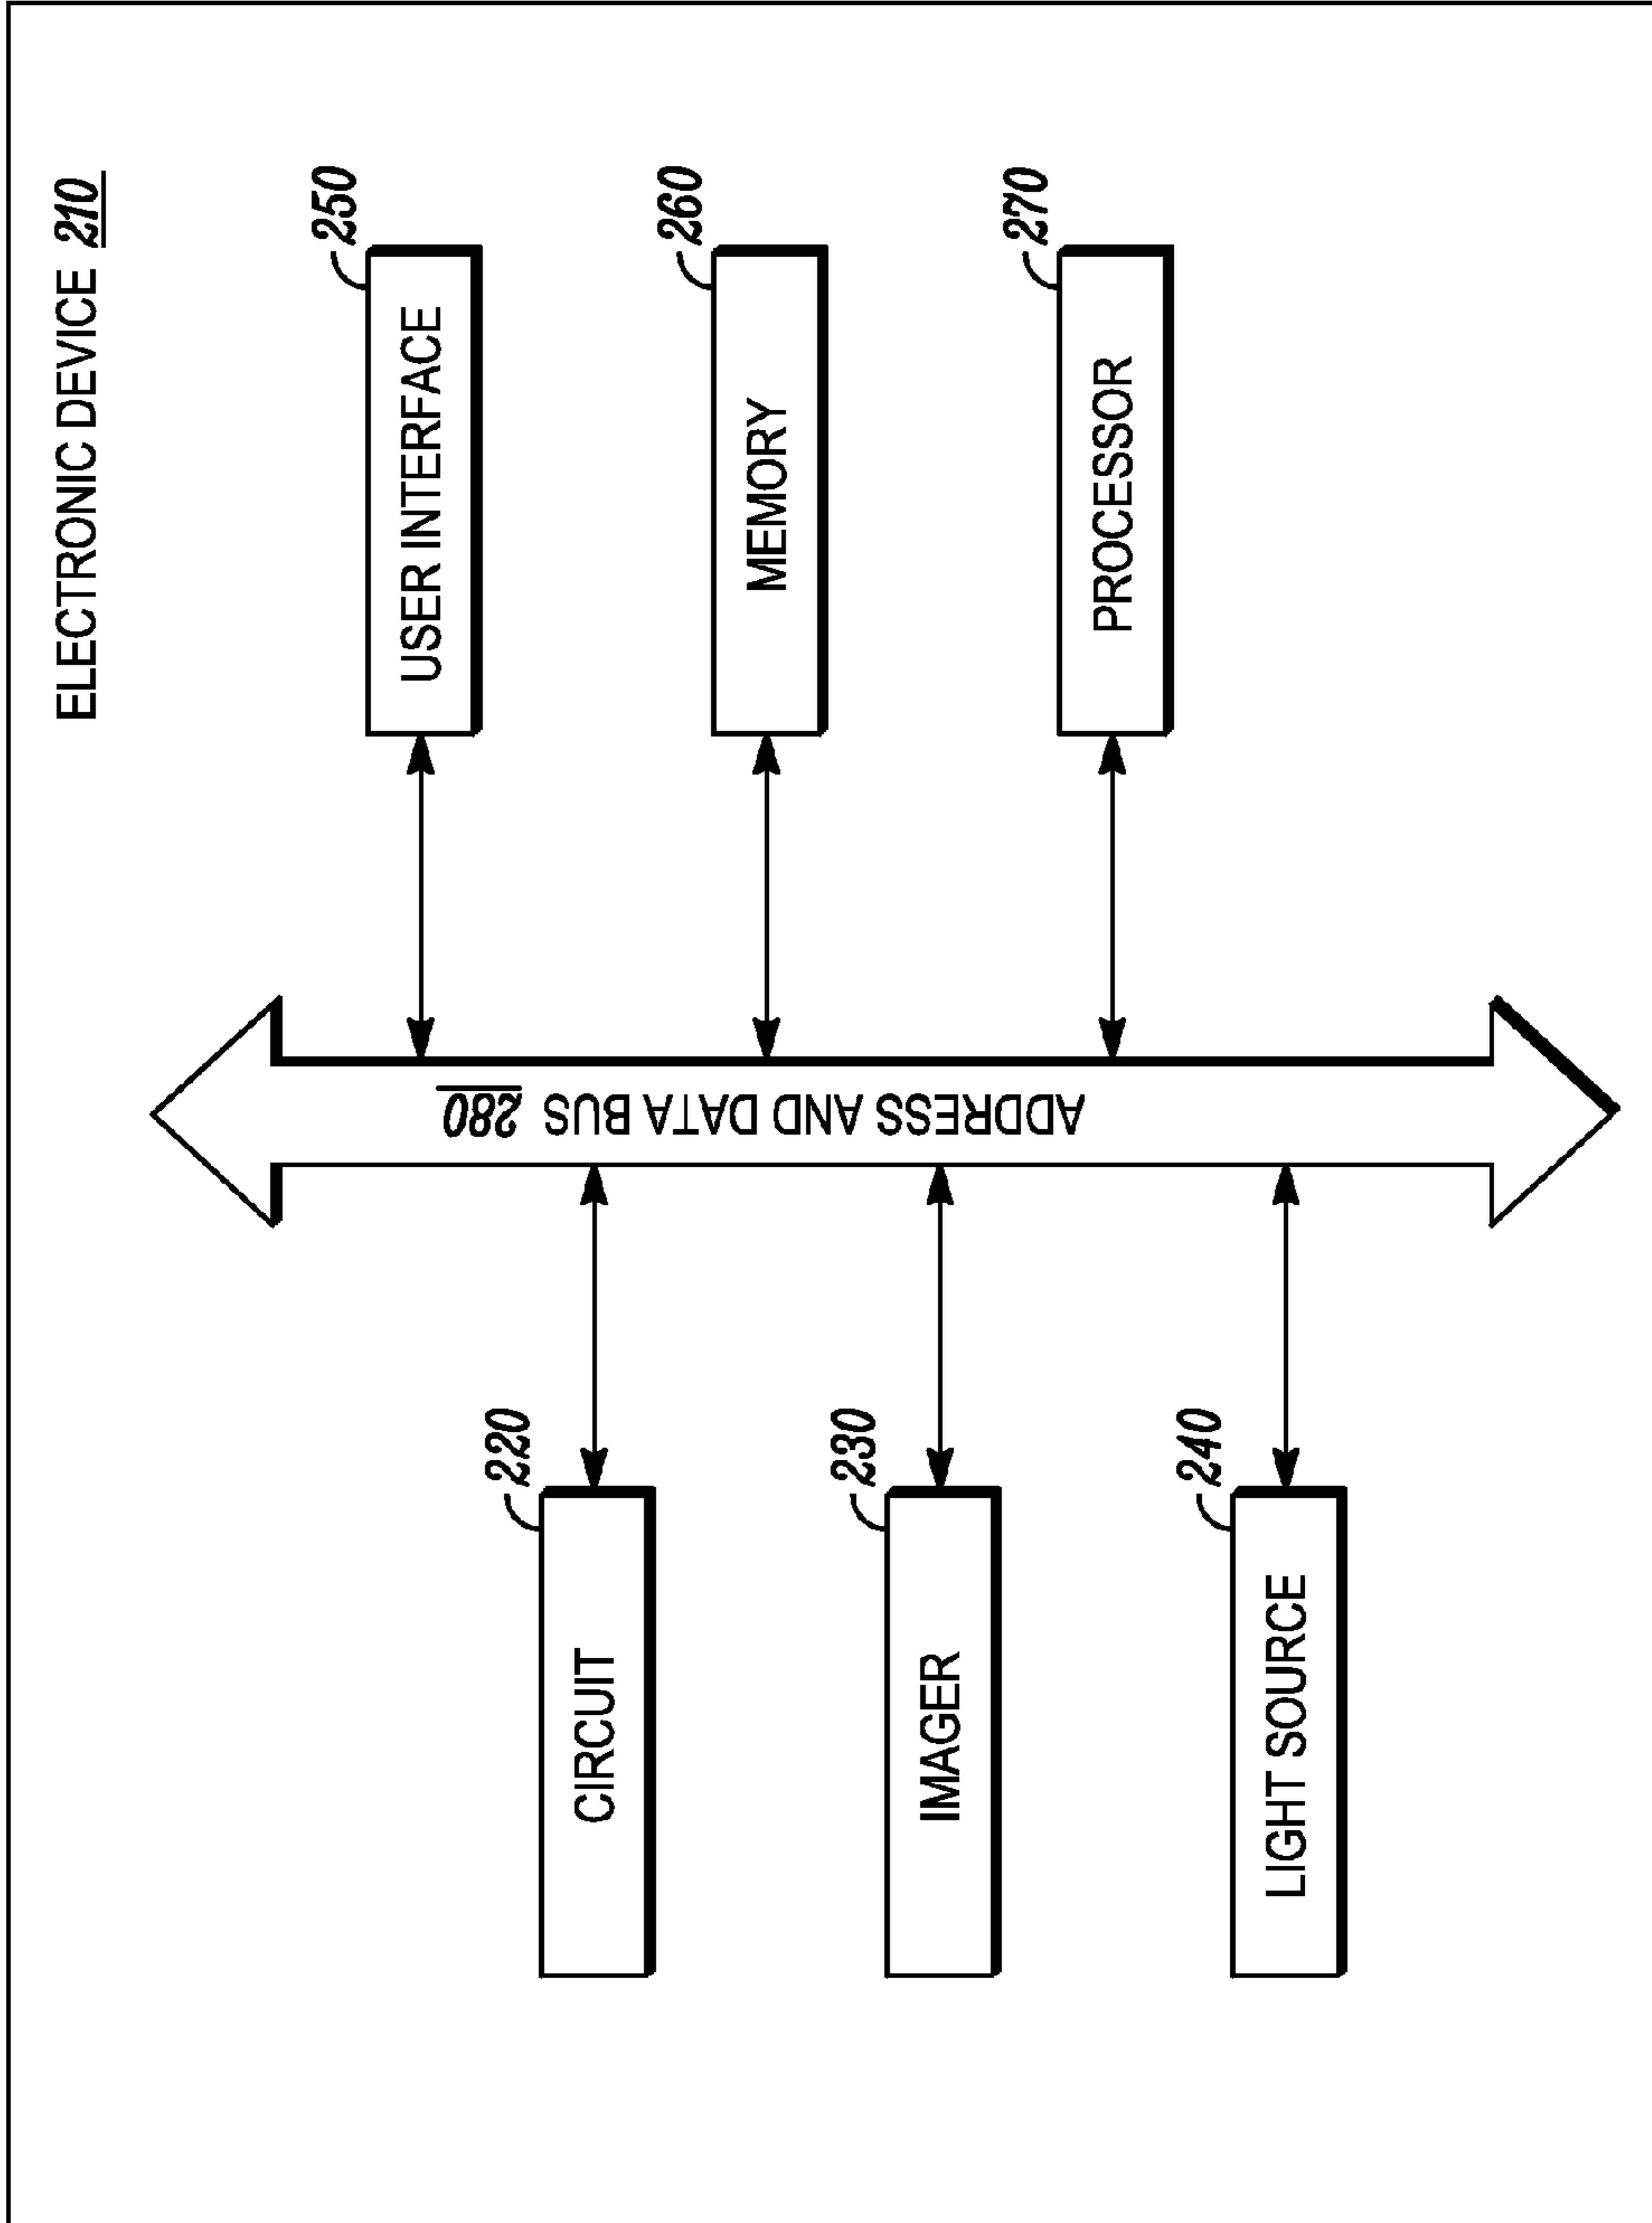 ELECTRONIC DEVICE 210
250
USER INTERFACE
260
MEMORY
270
PROCESSOR
ADDRESS AND DATA BUS 280
220
CIRCUIT
230
IMAGER
240
LIGHT SOURCE